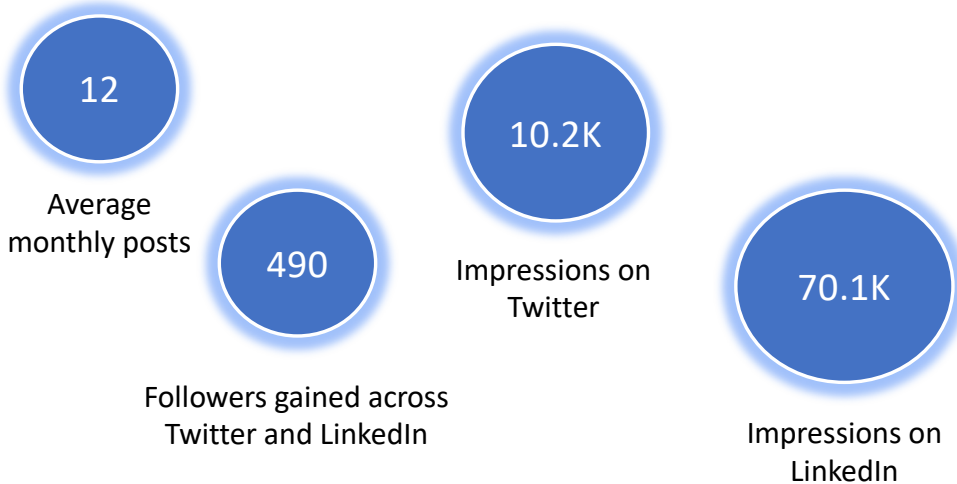 12
Average
monthly posts
490
Followers gained across
Twitter and LinkedIn
10.2K
Impressions on
Twitter
70.1K
Impressions on
LinkedIn